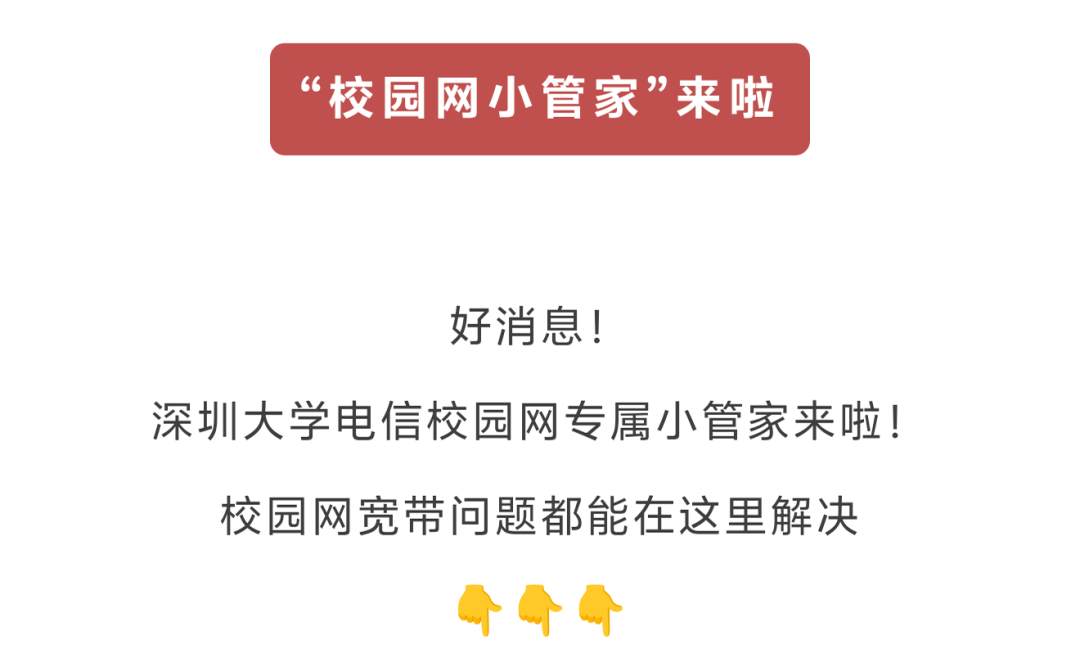 “校园网小管家”来啦
好消息！
深圳大学电信校园网专属小管家来啦！
校园网宽带问题都能在这里解决
👇👇👇